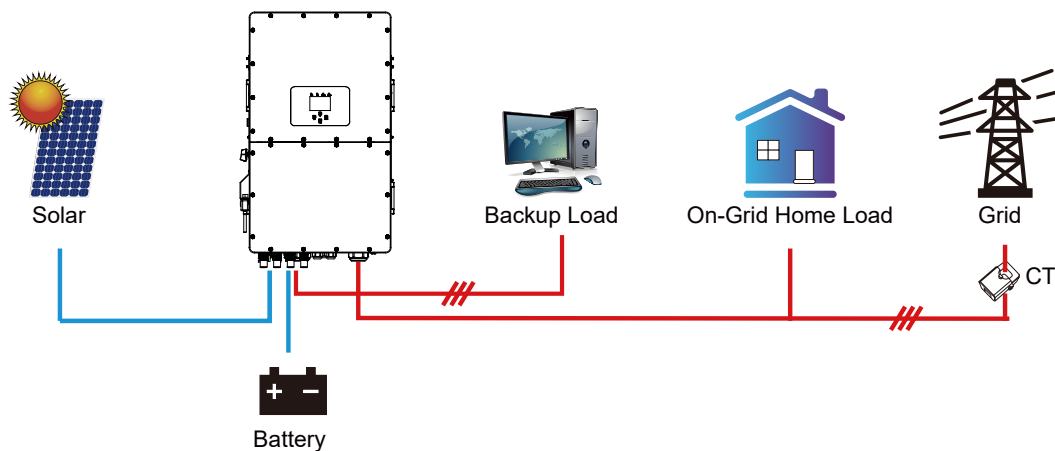 Solar
Backup Load
On-Grid Home Load
Grid
CT
+ −
Battery